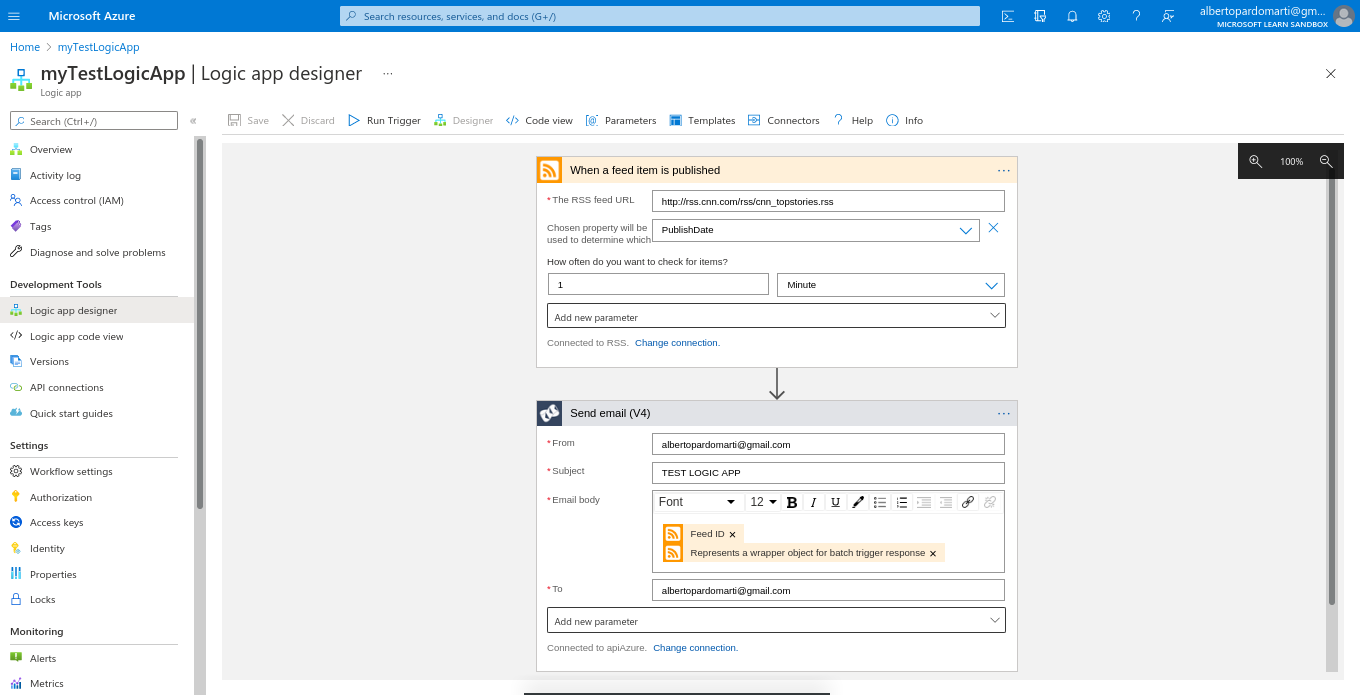 Microsoft Azure
Search resources, services, and docs (G+/)
albertopardomarti@gm...
MICROSOFT LEARN SANDBOX
Home > myTestLogicApp
myTestLogicApp | Logic app designer ...
Logic app
Search (Ctrl+/)
«
Overview
Activity log
Access control (IAM)
Tags
Diagnose and solve problems
Development Tools
Logic app designer
Logic app code view
Versions
API connections
Quick start guides
Settings
Workflow settings
Authorization
Access keys
Identity
Properties
Locks
Monitoring
Alerts
Metrics
Save Discard Run Trigger Designer Code view Parameters Templates Connectors Help Info
100%
When a feed item is published
* The RSS feed URL
http://rss.cnn.com/rss/cnn_topstories.rss
Chosen property will be
used to determine which
PublishDate
How often do you want to check for items?
1
Minute
Add new parameter
Connected to RSS. Change connection.
Send email (V4)
* From
albertopardomarti@gmail.com
* Subject
TEST LOGIC APP
* Email body
Font 12 B I U
Feed ID ×
Represents a wrapper object for batch trigger response ×
* To
albertopardomarti@gmail.com
Add new parameter
Connected to apiAzure. Change connection.